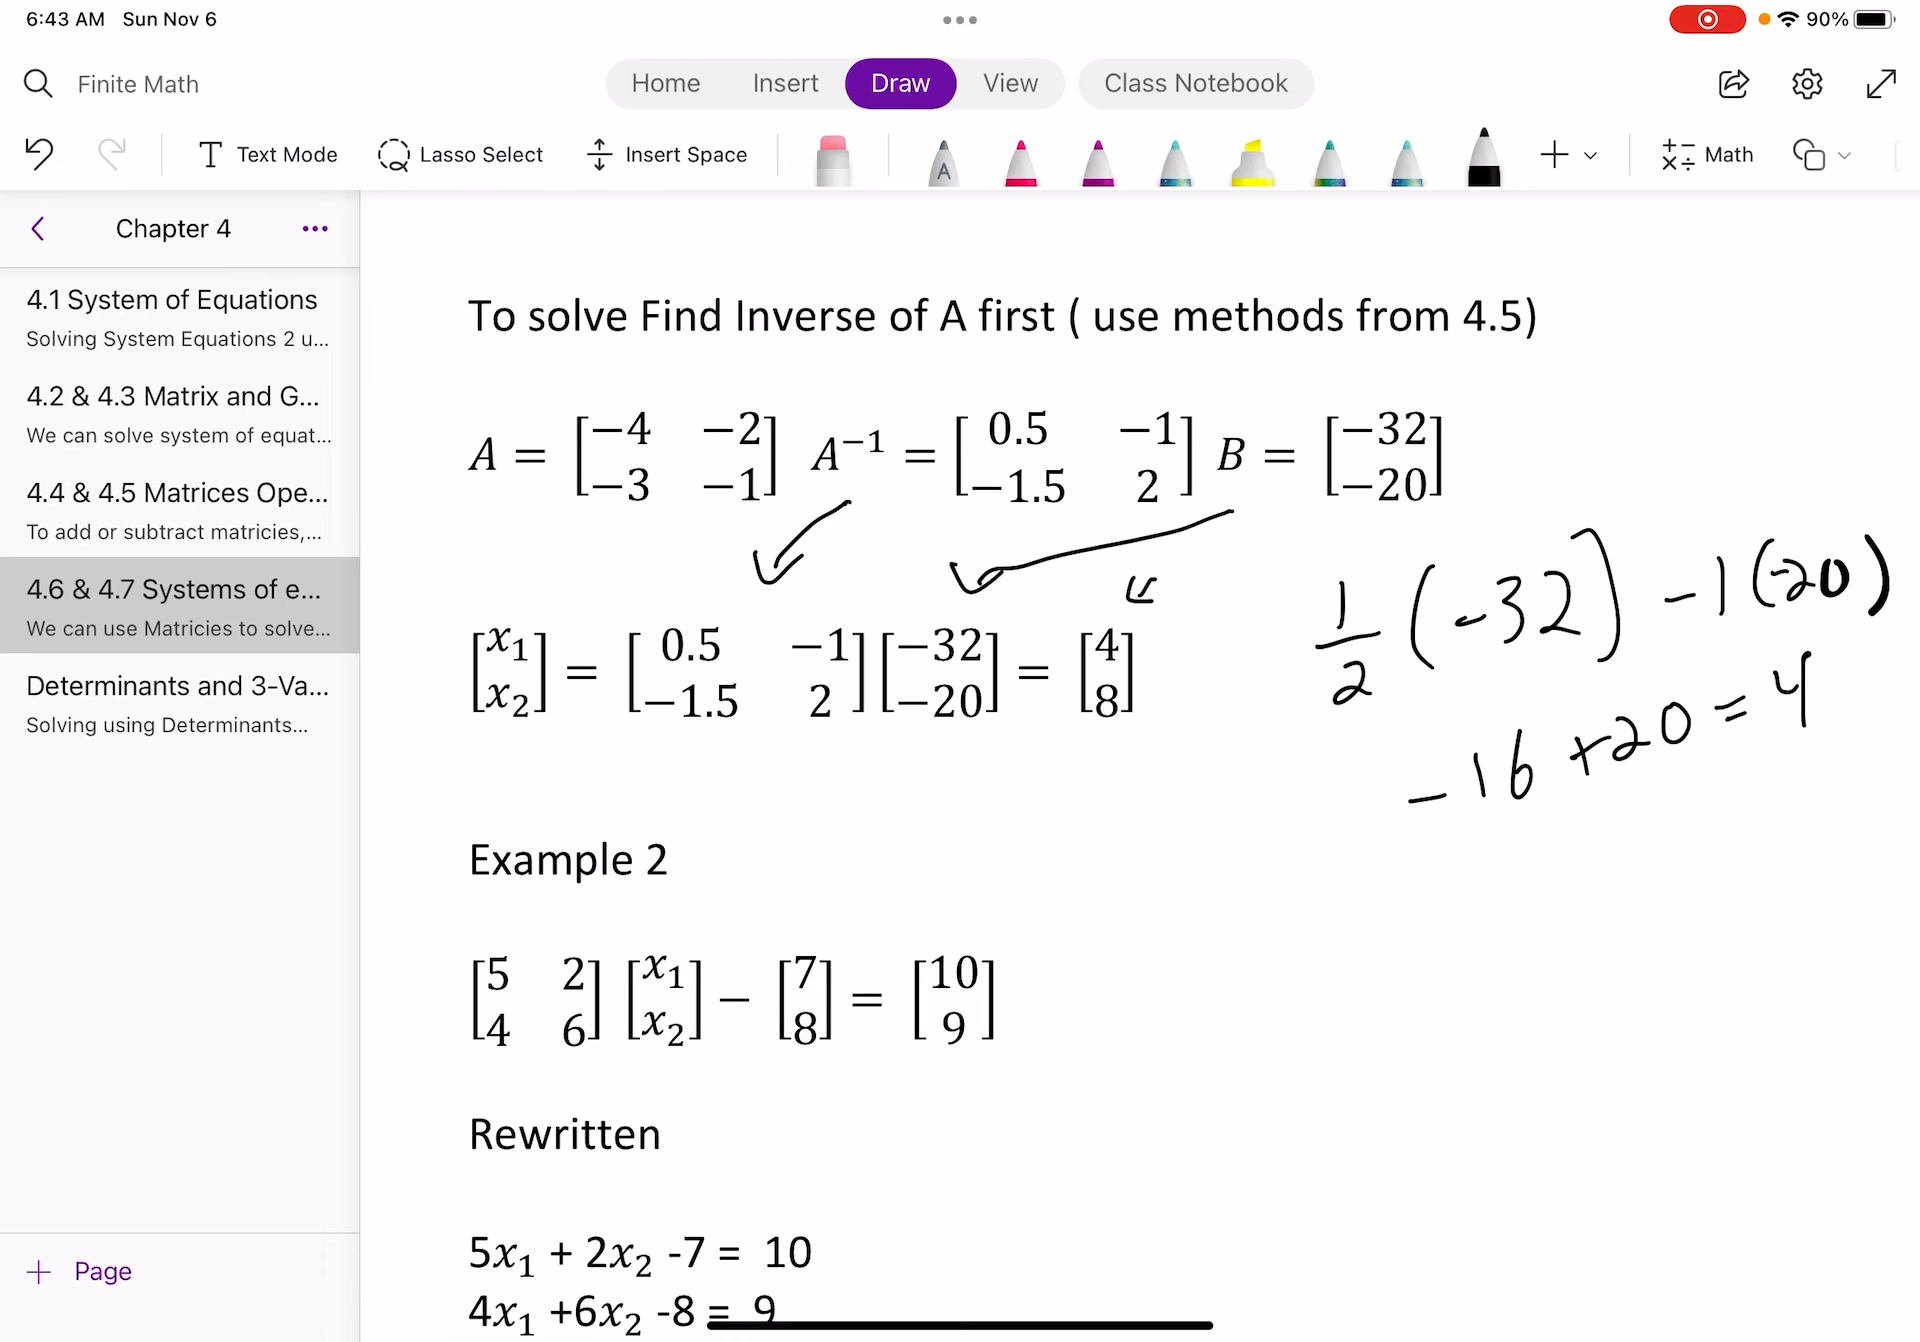 6:43 AM Sun Nov 6
90%
Finite Math
Home Insert Draw View Class Notebook
Text Mode Lasso Select Insert Space A Math
Chapter 4
4.1 System of Equations
Solving System Equations 2 u...
4.2 & 4.3 Matrix and G...
We can solve system of equat...
4.4 & 4.5 Matrices Ope...
To add or subtract matricies,...
4.6 & 4.7 Systems of e...
We can use Matricies to solve...
Determinants and 3-Va...
Solving using Determinants...
+ Page
To solve Find Inverse of A first ( use methods from 4.5)
A = [−4 −2; −3 −1] A⁻¹ = [0.5 −1; −1.5 2] B = [−32; −20]
[x₁; x₂] = [0.5 −1; −1.5 2] [−32; −20] = [4; 8]
1/2 (-32) -1(-20)
-16 +20 = 4
Example 2
[5 2; 4 6] [x₁; x₂] − [7; 8] = [10; 9]
Rewritten
5x₁ + 2x₂ -7 = 10
4x₁ +6x₂ -8 = 9